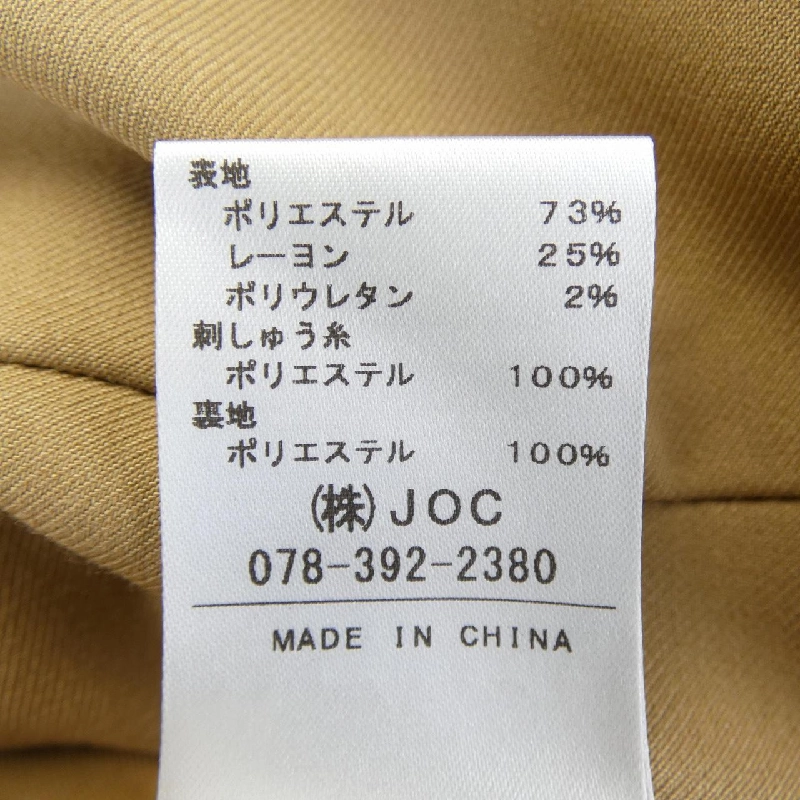 表地
ポリエステル 73%
レーヨン 25%
ポリウレタン 2%
刺しゅう糸
ポリエステル 100%
裏地
ポリエステル 100%
(株)JOC
078-392-2380
MADE IN CHINA